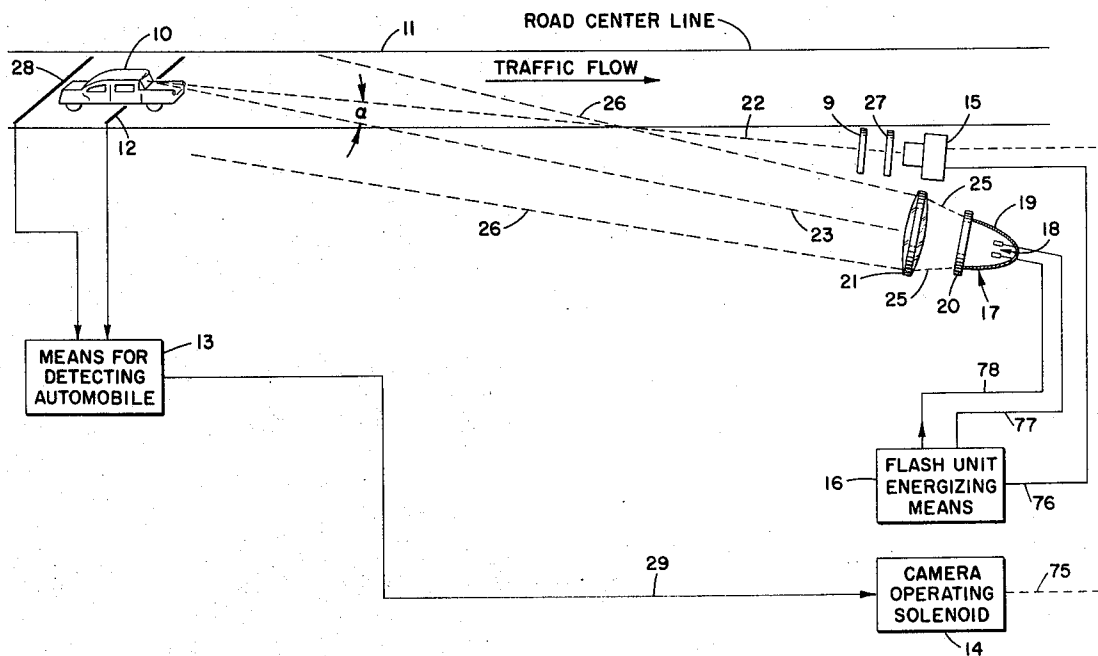 ROAD CENTER LINE
10
11
28
TRAFFIC FLOW
26
22
9
27
15
α
12
25
19
18
26
23
21
25
20
17
13
MEANS FOR
DETECTING
AUTOMOBILE
78
77
16
FLASH UNIT
ENERGIZING
MEANS
76
29
CAMERA
OPERATING
SOLENOID
75
14